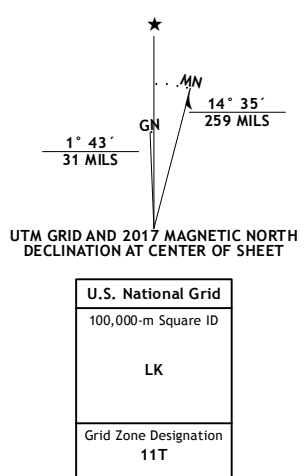 MN
14° 35´
259 MILS
GN
1° 43´
31 MILS
UTM GRID AND 2017 MAGNETIC NORTH
DECLINATION AT CENTER OF SHEET
U.S. National Grid
100,000-m Square ID
LK
Grid Zone Designation
11T